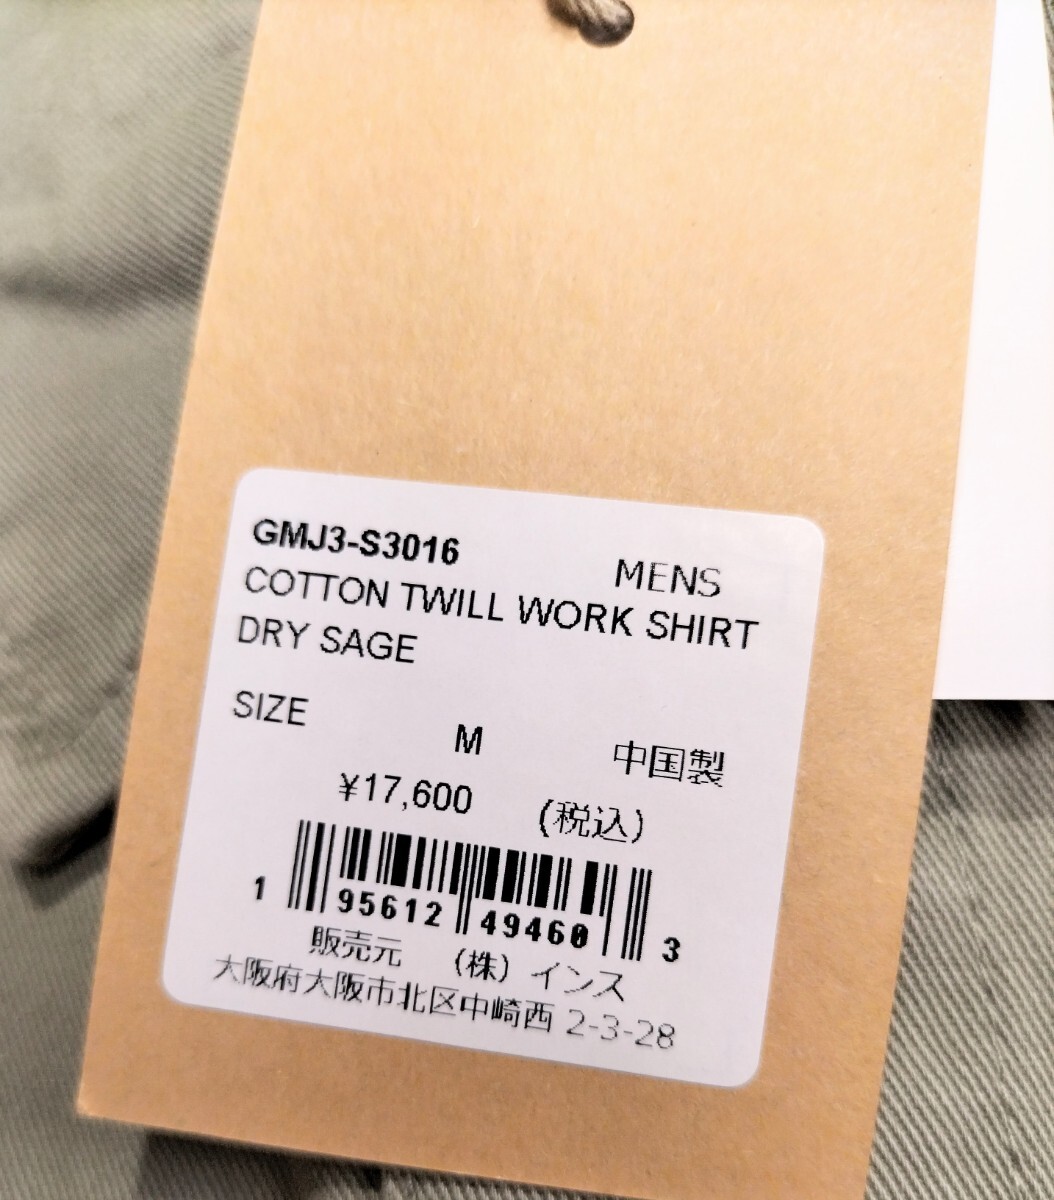 GMJ3-S3016 MENS
COTTON TWILL WORK SHIRT
DRY SAGE
SIZE M 中国製
¥17,600 (税込)
1 95612 49460 3
販売元 (株) インス
大阪府大阪市北区中崎西 2-3-28